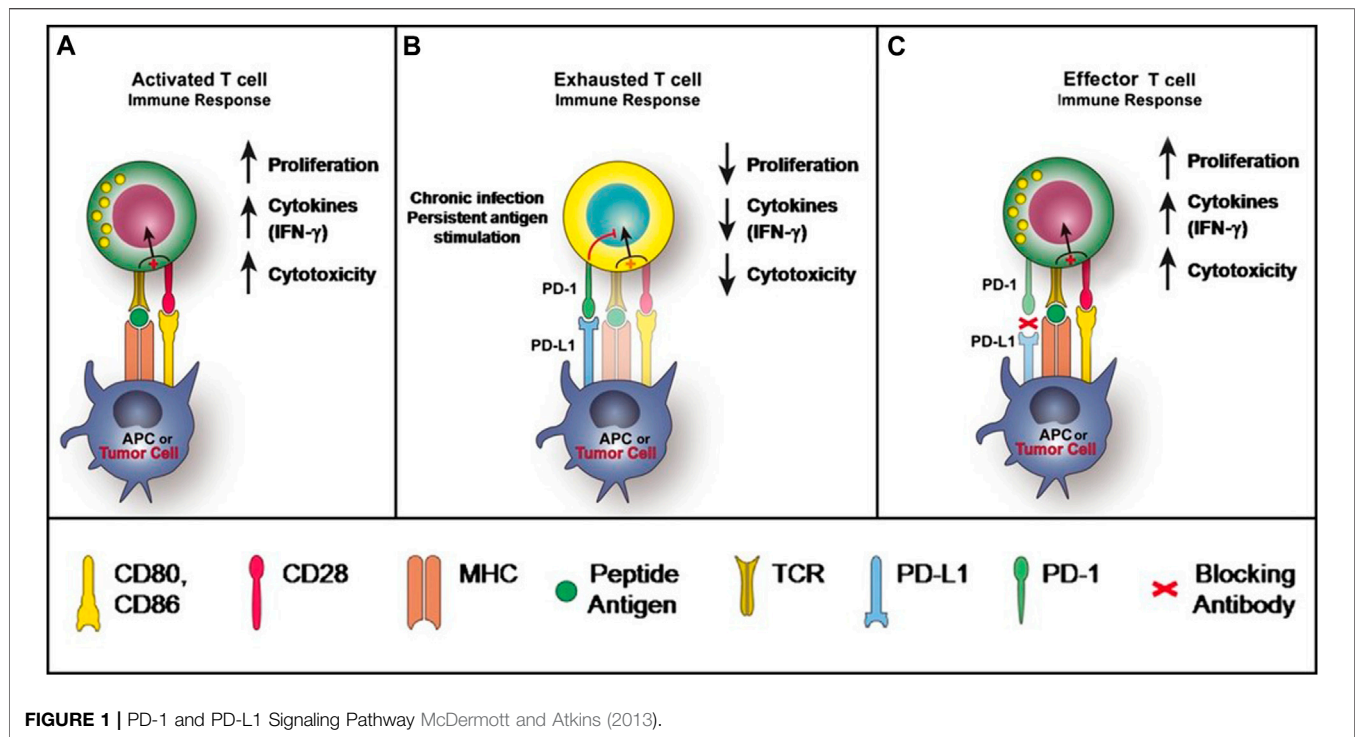 A
Activated T cell
Immune Response
Proliferation
Cytokines
(IFN-γ)
Cytotoxicity
APC or
Tumor Cell
B
Exhausted T cell
Immune Response
Chronic infection
Persistent antigen
stimulation
Proliferation
Cytokines
(IFN-γ)
Cytotoxicity
PD-1
PD-L1
APC or
Tumor Cell
C
Effector T cell
Immune Response
Proliferation
Cytokines
(IFN-γ)
Cytotoxicity
PD-1
PD-L1
APC or
Tumor Cell
CD80,
CD86
CD28
MHC
Peptide
Antigen
TCR
PD-L1
PD-1
Blocking
Antibody
FIGURE 1 | PD-1 and PD-L1 Signaling Pathway McDermott and Atkins (2013).